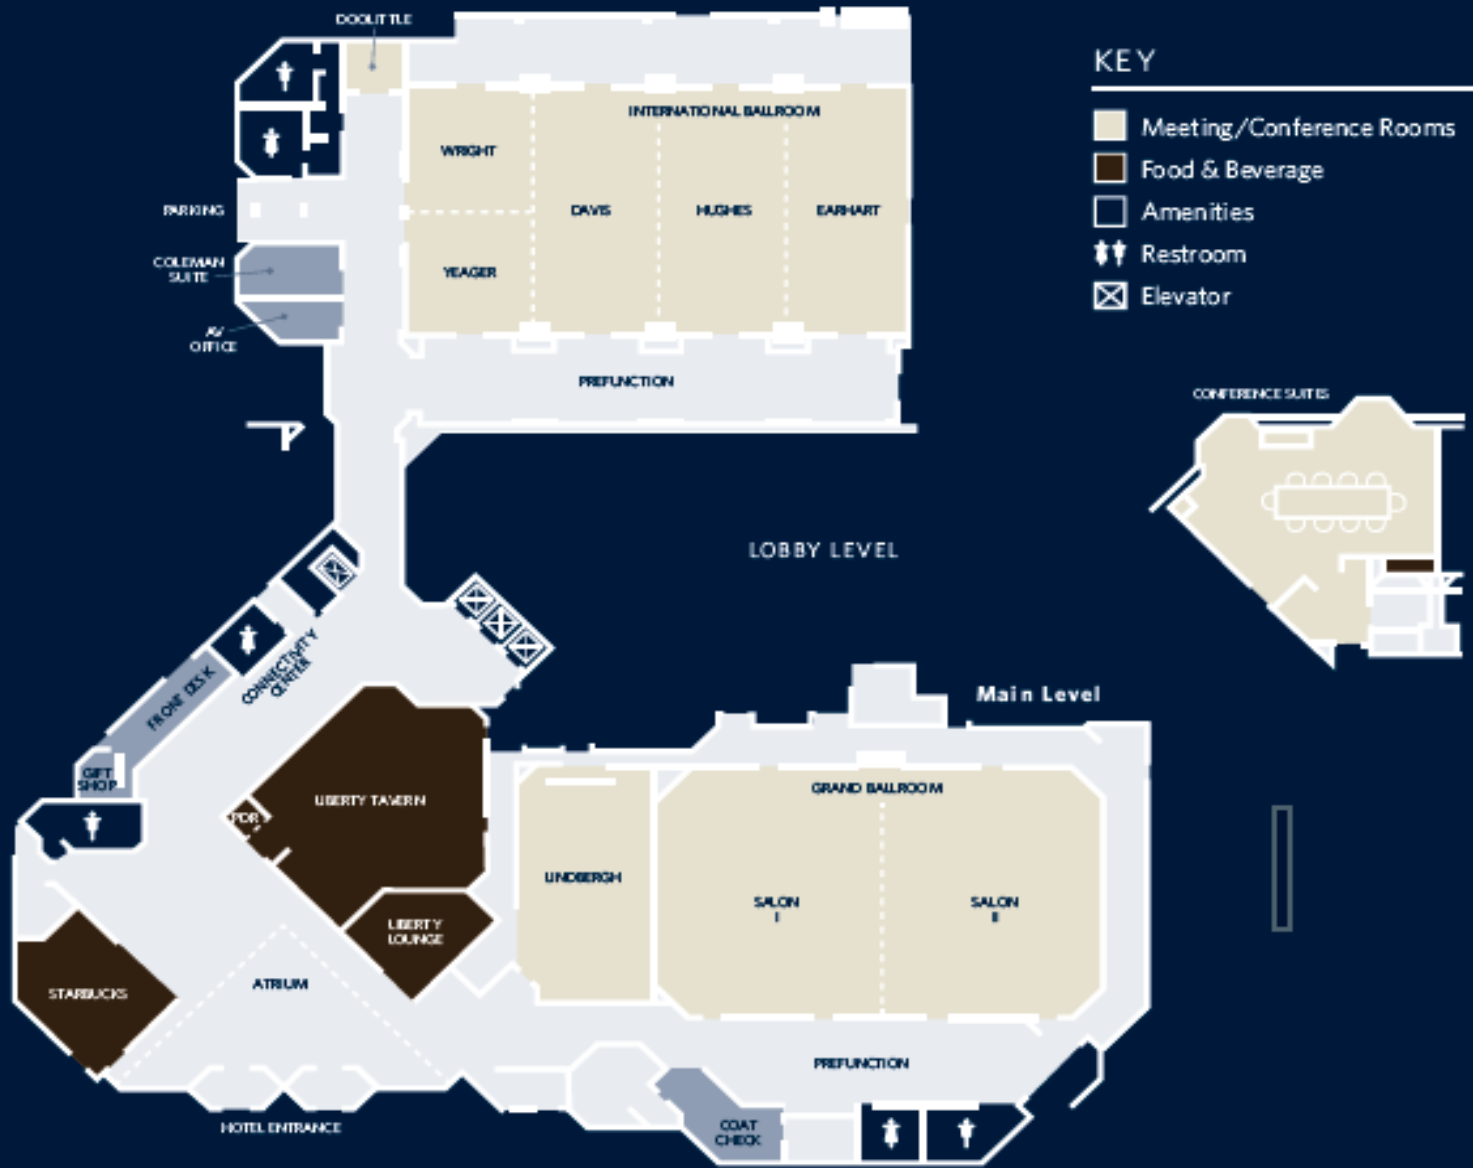 DOOLITTLE
KEY
INTERNATIONAL BALLROOM
Meeting/Conference Rooms
WRIGHT
Food & Beverage
PARKING
DAVIS
HUGHES
EARHART
Amenities
COLEMAN
SUITE
YEAGER
Restroom
Elevator
AV
OFFICE
PREFUNCTION
CONFERENCE SUITES
LOBBY LEVEL
CONNECTIVITY
CENTER
FRONT DESK
Main Level
GIFT
SHOP
GRAND BALLROOM
LIBERTY TAVERN
PDR
LINDBERGH
SALON
I
SALON
II
LIBERTY
LOUNGE
ATRIUM
STARBUCKS
PREFUNCTION
HOTEL ENTRANCE
COAT
CHECK